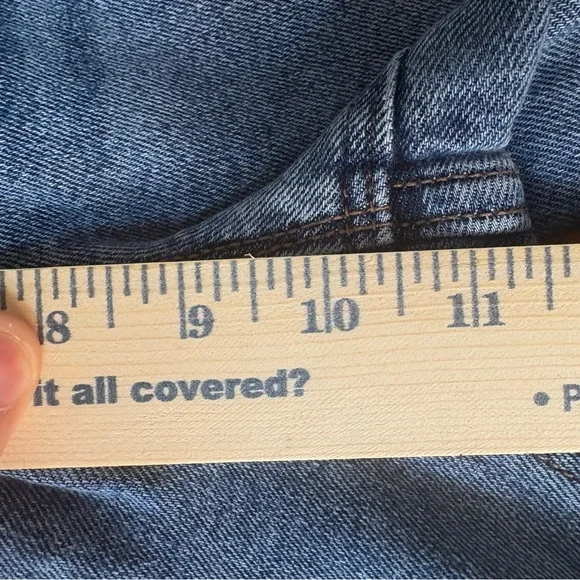 8 9 10 11
it all covered? • P